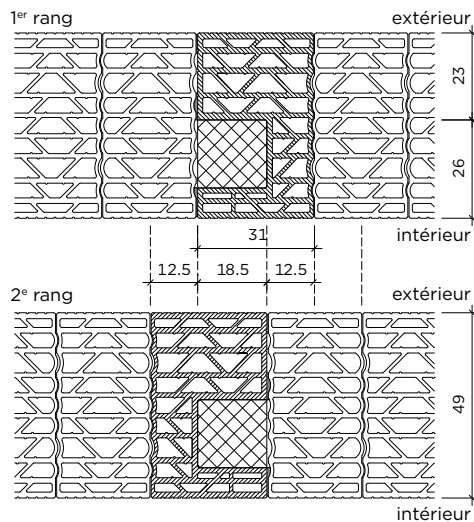 1er rang extérieur
23
26
intérieur
31
12.5 18.5 12.5
2e rang extérieur
49
intérieur